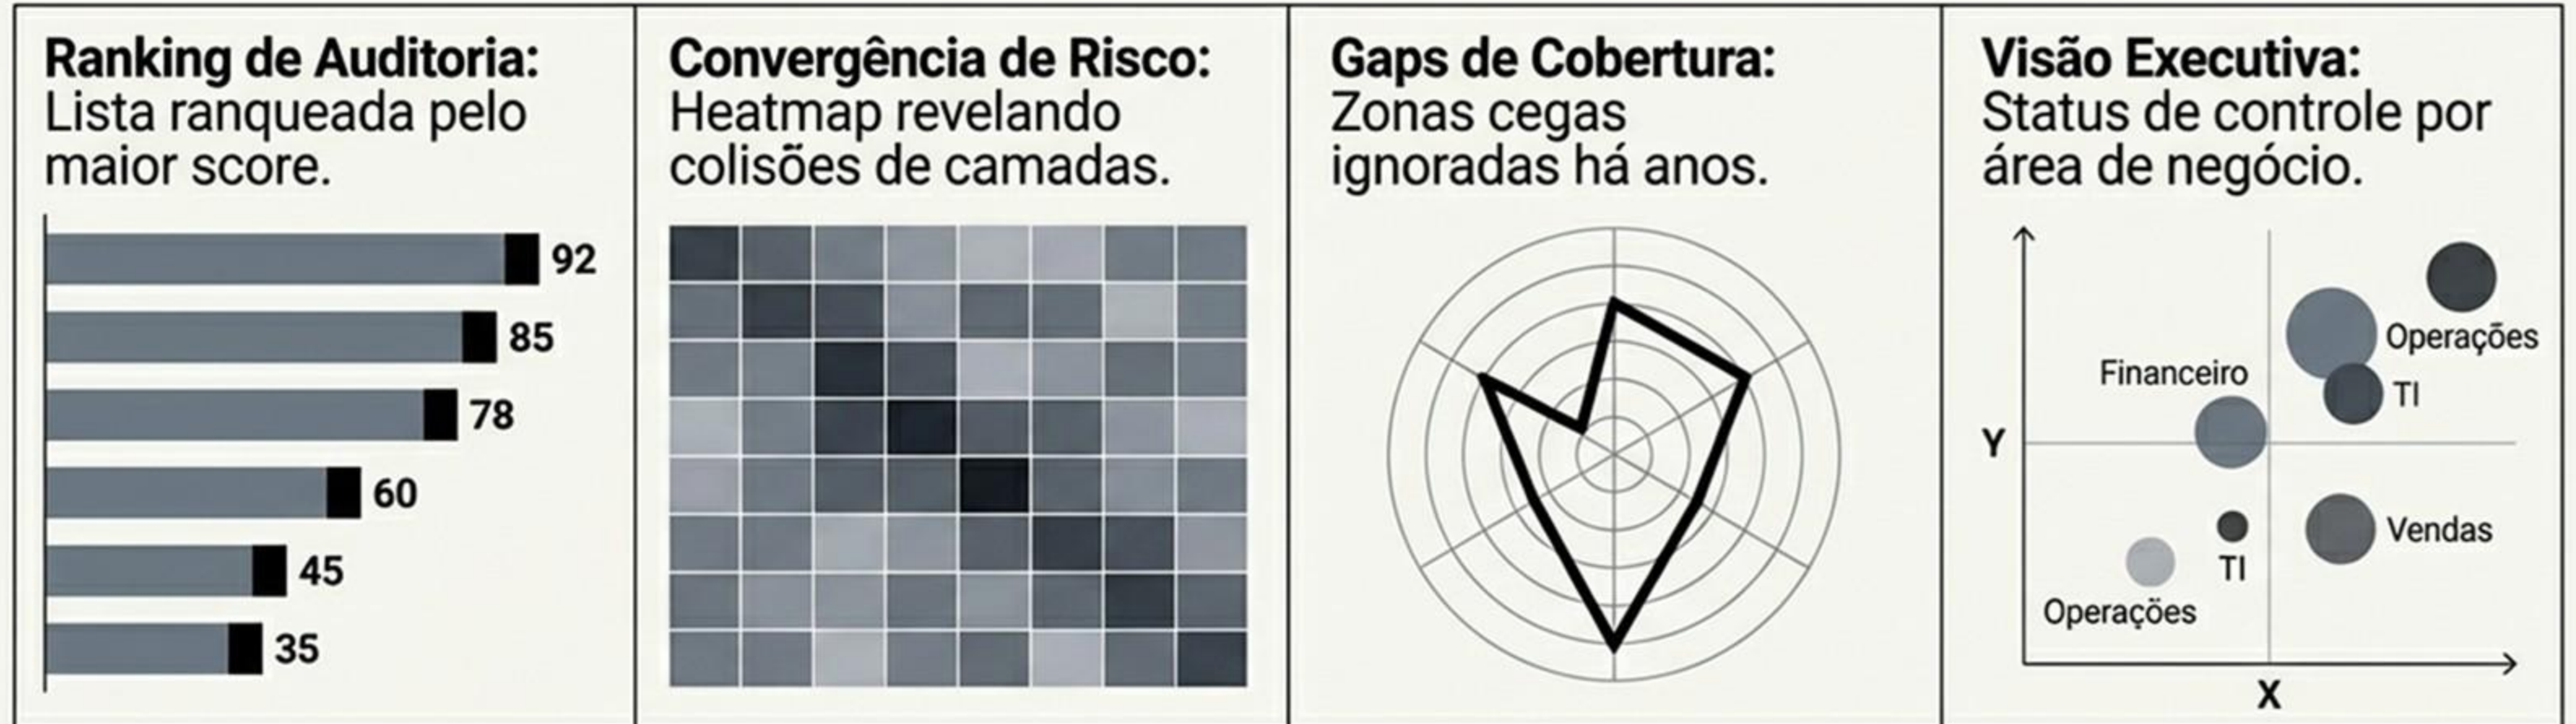 Ranking de Auditoria:
Lista ranqueada pelo
maior score.
92
85
78
60
45
35
Convergência de Risco:
Heatmap revelando
colisões de camadas.
Gaps de Cobertura:
Zonas cegas
ignoradas há anos.
Visão Executiva:
Status de controle por
área de negócio.
Operações
Financeiro
TI
Y
Vendas
TI
Operações
X